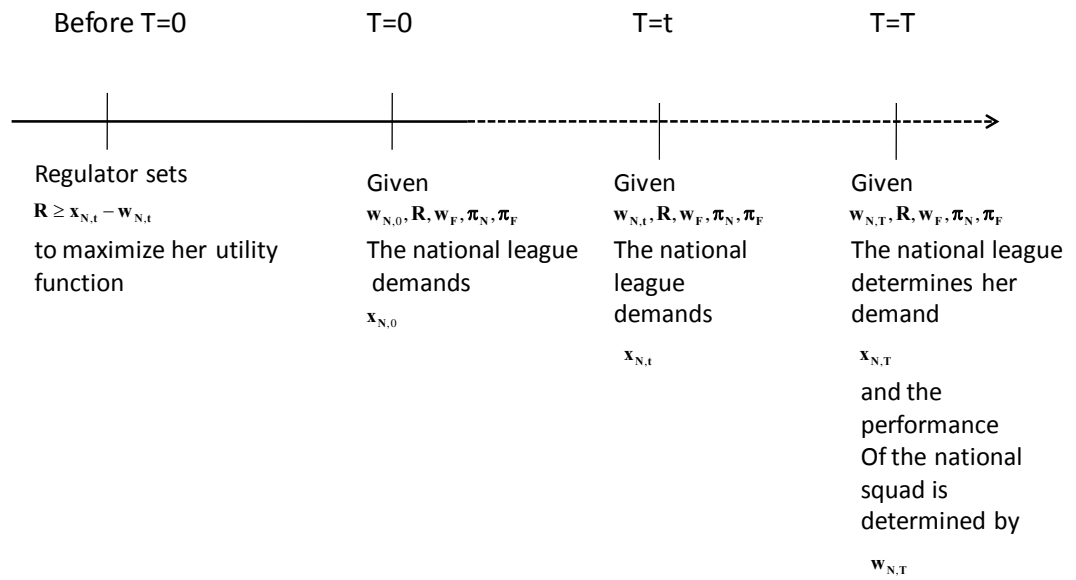 Before T=0
T=0
T=t
T=T
Regulator sets
R ≥ x_{N,t} − w_{N,t}
to maximize her utility
function
Given
w_{N,0}, R, w_F, π_N, π_F
The national league
demands
x_{N,0}
Given
w_{N,t}, R, w_F, π_N, π_F
The national
league
demands
x_{N,t}
Given
w_{N,T}, R, w_F, π_N, π_F
The national league
determines her
demand
x_{N,T}
and the
performance
Of the national
squad is
determined by
w_{N,T}